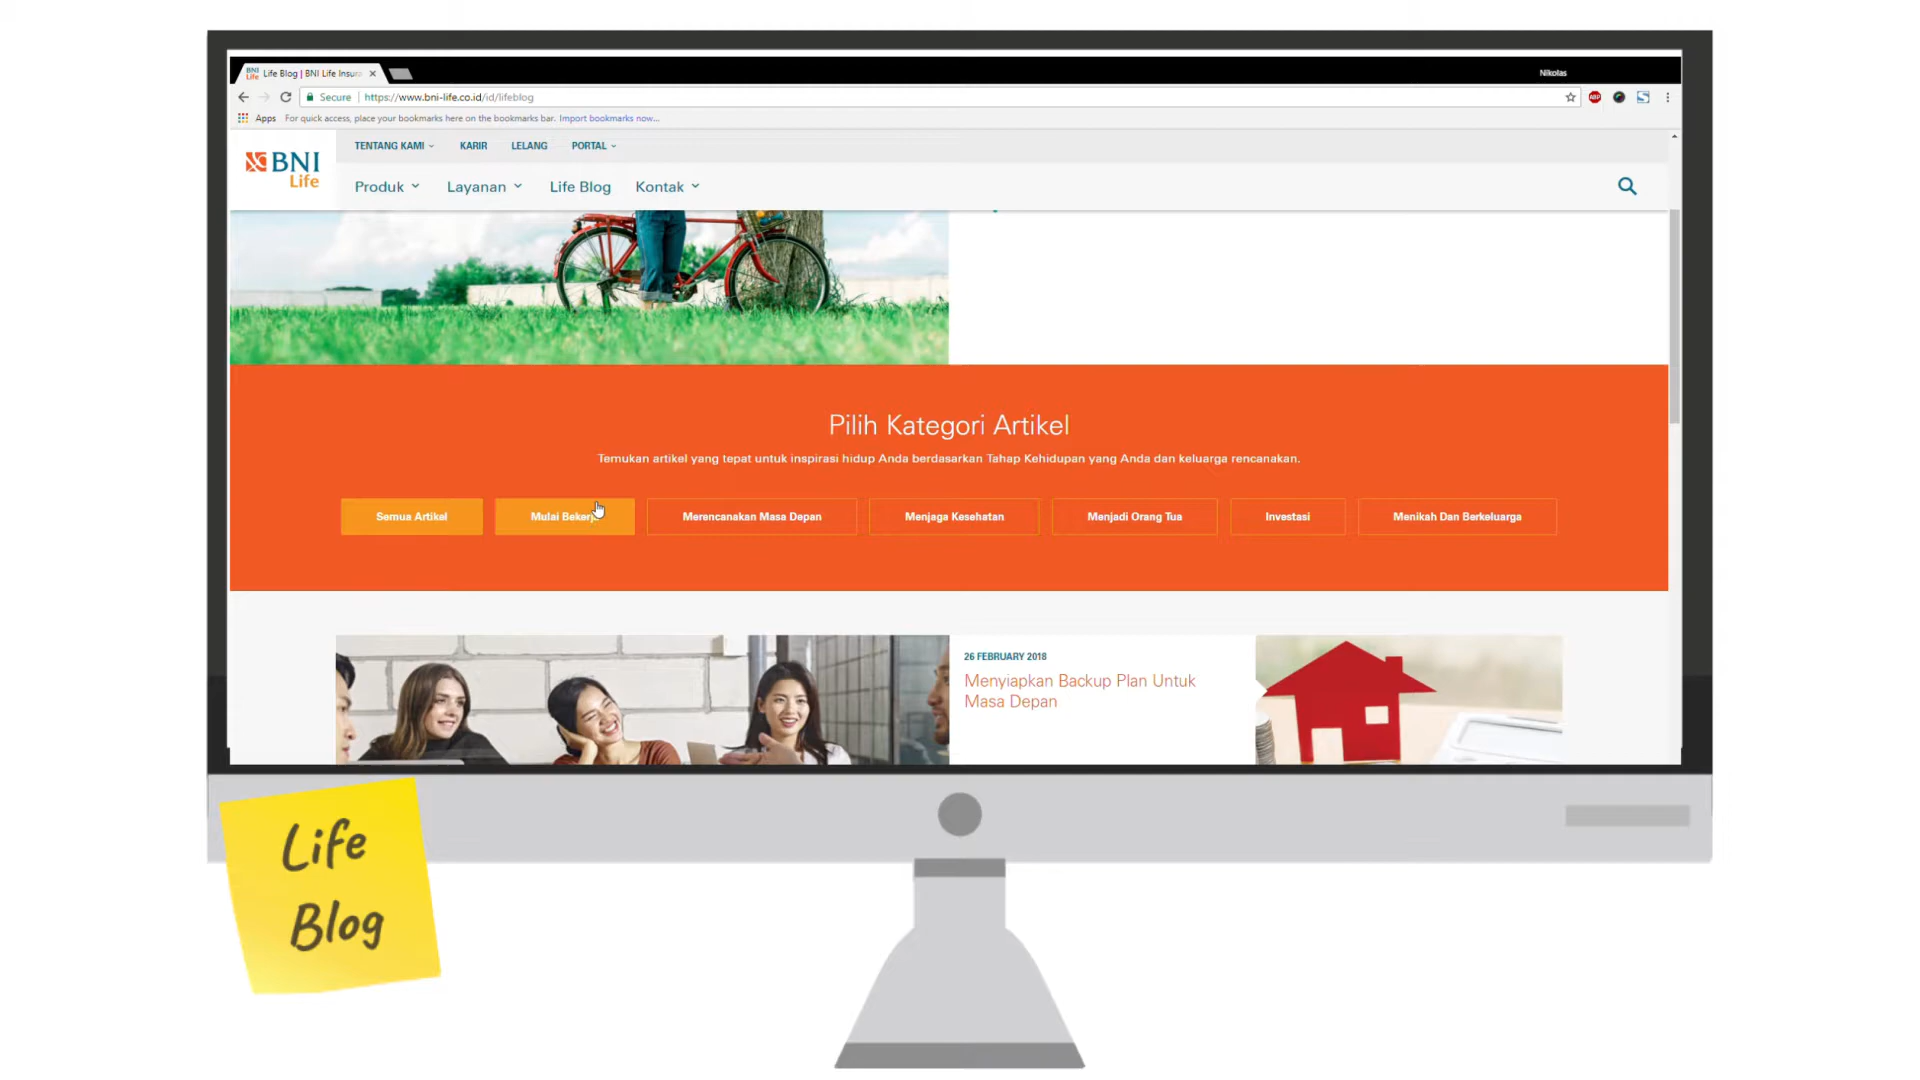 BNI Life
Life Blog | BNI Life Insura
Nikolas
Secure
https://www.bni-life.co.id/id/lifeblog
ABP
Apps
For quick access, place your bookmarks here on the bookmarks bar. Import bookmarks now...
BNI
Life
TENTANG KAMI
KARIR
LELANG
PORTAL
Produk
Layanan
Life Blog
Kontak
Pilih Kategori Artikel
Temukan artikel yang tepat untuk inspirasi hidup Anda berdasarkan Tahap Kehidupan yang Anda dan keluarga rencanakan.
Semua Artikel
Mulai
Merencanakan Masa Depan
Menjaga Kesehatan
Menjadi Orang Tua
Investasi
Menikah Dan Berkeluarga
26 FEBRUARY 2018
Menyiapkan Backup Plan Untuk
Masa Depan
Life
Blog